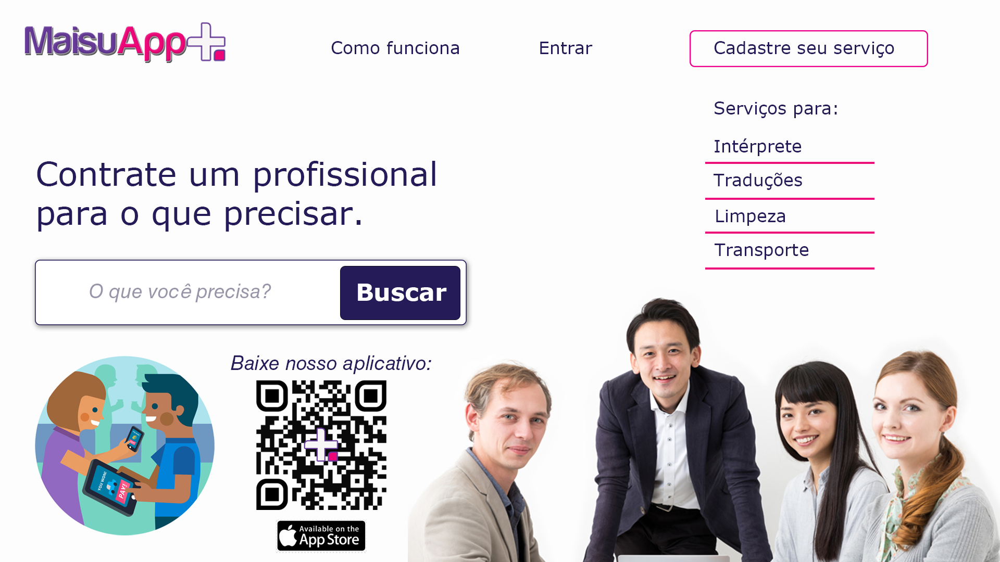 MaisuApp
Como funciona
Entrar
Cadastre seu serviço
Serviços para:
Intérprete
Traduções
Limpeza
Transporte
Contrate um profissional
para o que precisar.
O que você precisa?
Buscar
Baixe nosso aplicativo:
YOU WON!
PAY!
Available on the
App Store